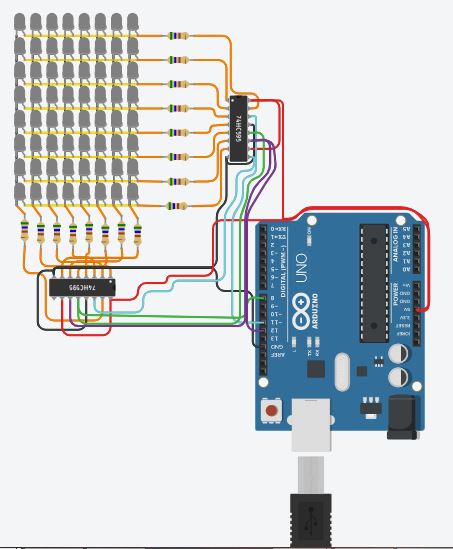 74HC595
74HC595
RX←0
TX→1
2
~3
4
~5
~6
7
8
~9
~10
~11
12
13
GND
AREF
DIGITAL (PWM~)
ON
UNO
ARDUINO
L
TX
RX
A5
A4
A3
A2
A1
A0
ANALOG IN
Vin
GND
GND
5V
3.3V
RESET
IOREF
POWER